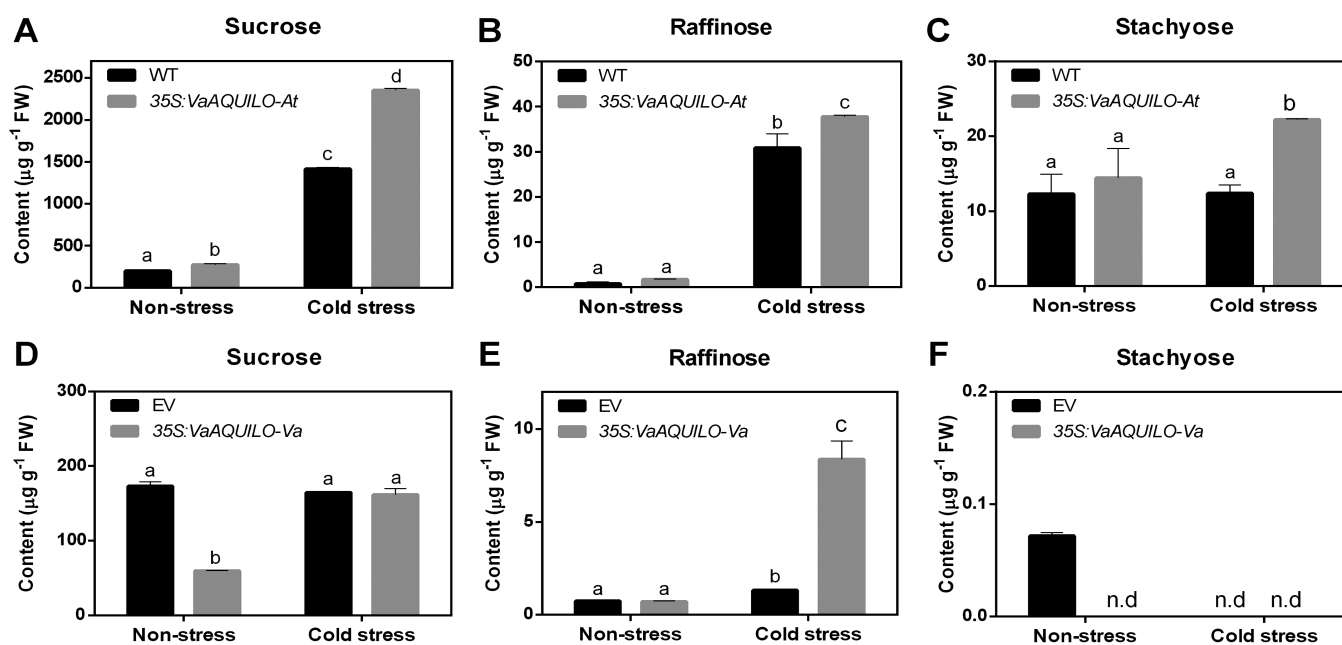 A
Sucrose
Content (μg g-1 FW)
2500
2000
1500
1000
500
0
WT
35S:VaAQUILO-At
a
b
c
d
Non-stress
Cold stress
B
Raffinose
Content (μg g-1 FW)
50
40
30
20
10
0
WT
35S:VaAQUILO-At
a
a
b
c
Non-stress
Cold stress
C
Stachyose
Content (μg g-1 FW)
30
20
10
0
WT
35S:VaAQUILO-At
a
a
a
b
Non-stress
Cold stress
D
Sucrose
Content (μg g-1 FW)
300
200
100
0
EV
35S:VaAQUILO-Va
a
b
a
a
Non-stress
Cold stress
E
Raffinose
Content (μg g-1 FW)
10
5
0
EV
35S:VaAQUILO-Va
a
a
b
c
Non-stress
Cold stress
F
Stachyose
Content (μg g-1 FW)
0.2
0.1
0.0
EV
35S:VaAQUILO-Va
n.d
n.d
n.d
Non-stress
Cold stress